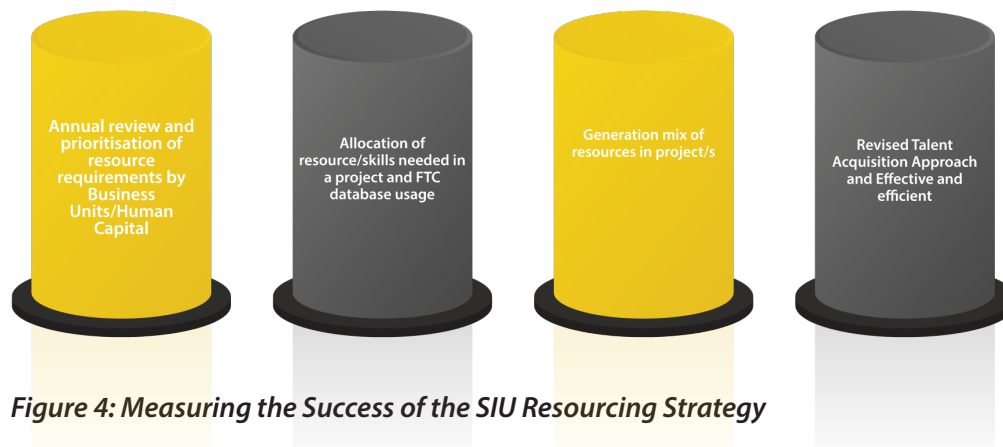 Annual review and
prioritisation of
resource
requirements by
Business
Units/Human
Capital
Allocation of
resource/skills needed in
a project and FTC
database usage
Generation mix of
resources in project/s
Revised Talent
Acquisition Approach
and Effective and
efficient
Figure 4: Measuring the Success of the SIU Resourcing Strategy